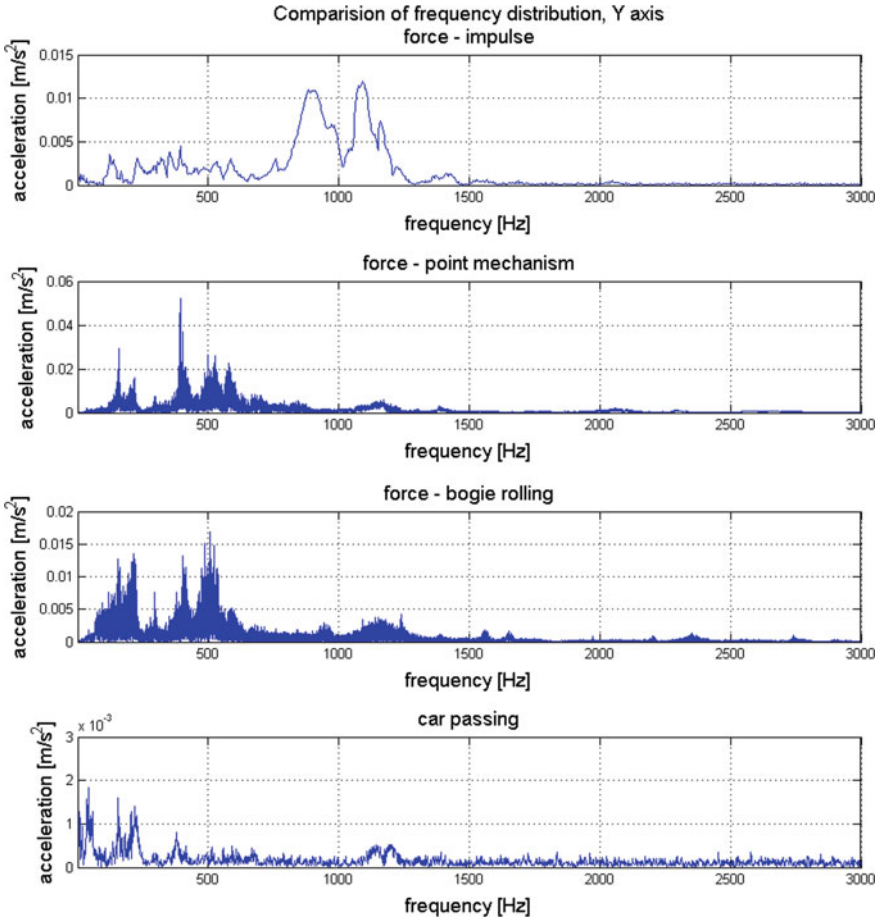 Comparision of frequency distribution, Y axis
force - impulse
acceleration [m/s²]
0.015
0.01
0.005
0
500 1000 1500 2000 2500 3000
frequency [Hz]
force - point mechanism
acceleration [m/s²]
0.06
0.04
0.02
0
500 1000 1500 2000 2500 3000
frequency [Hz]
force - bogie rolling
acceleration [m/s²]
0.02
0.015
0.01
0.005
0
500 1000 1500 2000 2500 3000
frequency [Hz]
car passing
x 10⁻³
acceleration [m/s²]
3
2
1
0
500 1000 1500 2000 2500 3000
frequency [Hz]